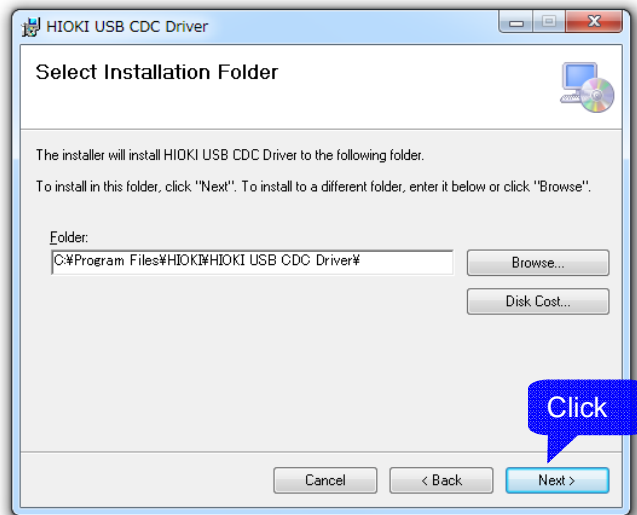 HIOKI USB CDC Driver
Select Installation Folder
The installer will install HIOKI USB CDC Driver to the following folder.
To install in this folder, click "Next". To install to a different folder, enter it below or click "Browse".
Folder:
C:¥Program Files¥HIOKI¥HIOKI USB CDC Driver¥
Browse...
Disk Cost...
Click
Cancel
< Back
Next >